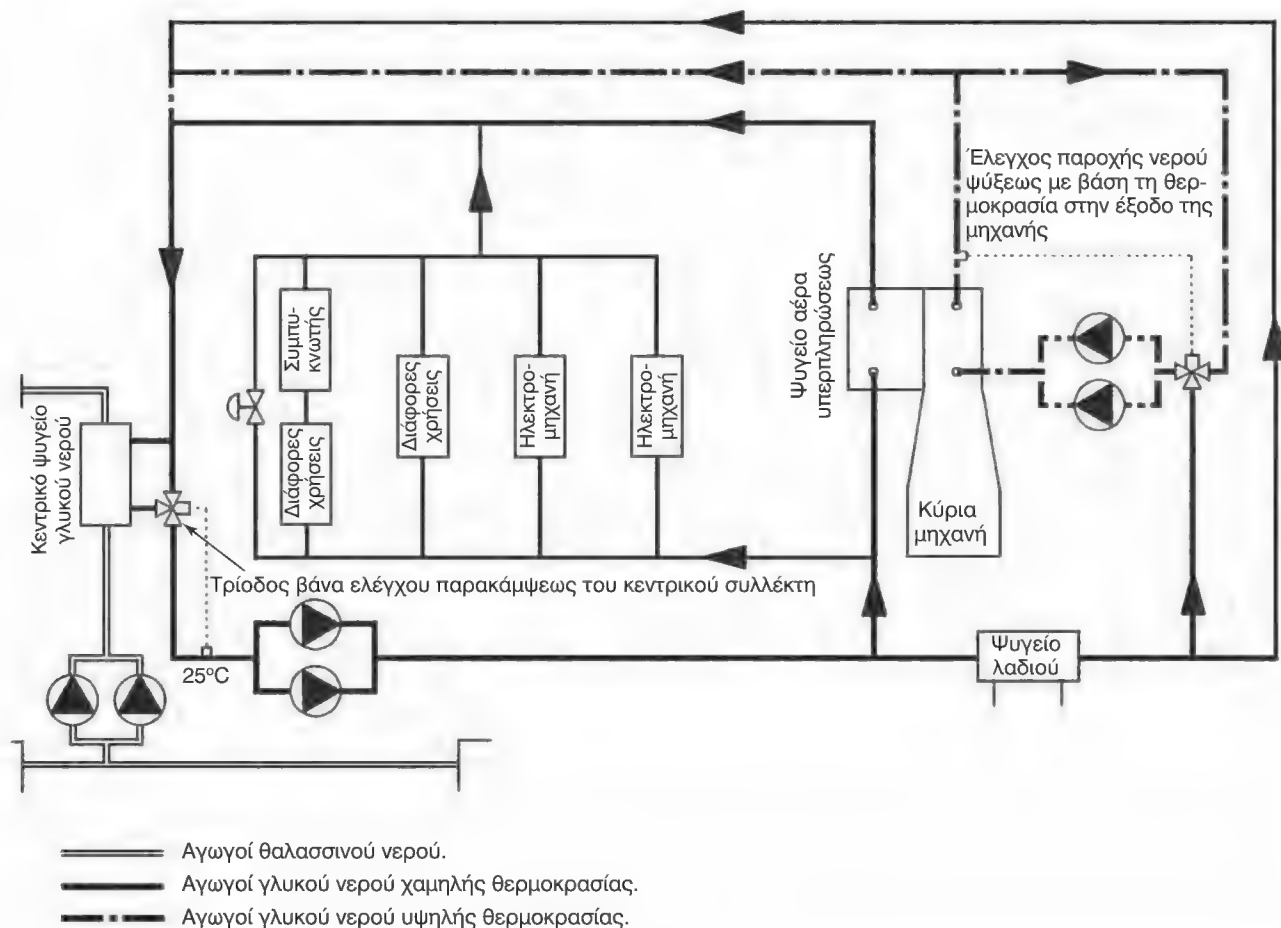 Έλεγχος παροχής νερού
ψύξεως με βάση τη θερ-
μοκρασία στην έξοδο της
μηχανής
Ψυγείο αέρα
υπερπληρώσεως
Συμπυ-
κνωτής
Διάφορες
χρήσεις
Διάφορες
χρήσεις
Ηλεκτρο-
μηχανή
Ηλεκτρο-
μηχανή
Κεντρικό ψυγείο
γλυκού νερού
Κύρια
μηχανή
Τρίοδος βάνα ελέγχου παρακάμψεως του κεντρικού συλλέκτη
25°C
Ψυγείο
λαδιού
Αγωγοί θαλασσινού νερού.
Αγωγοί γλυκού νερού χαμηλής θερμοκρασίας.
Αγωγοί γλυκού νερού υψηλής θερμοκρασίας.